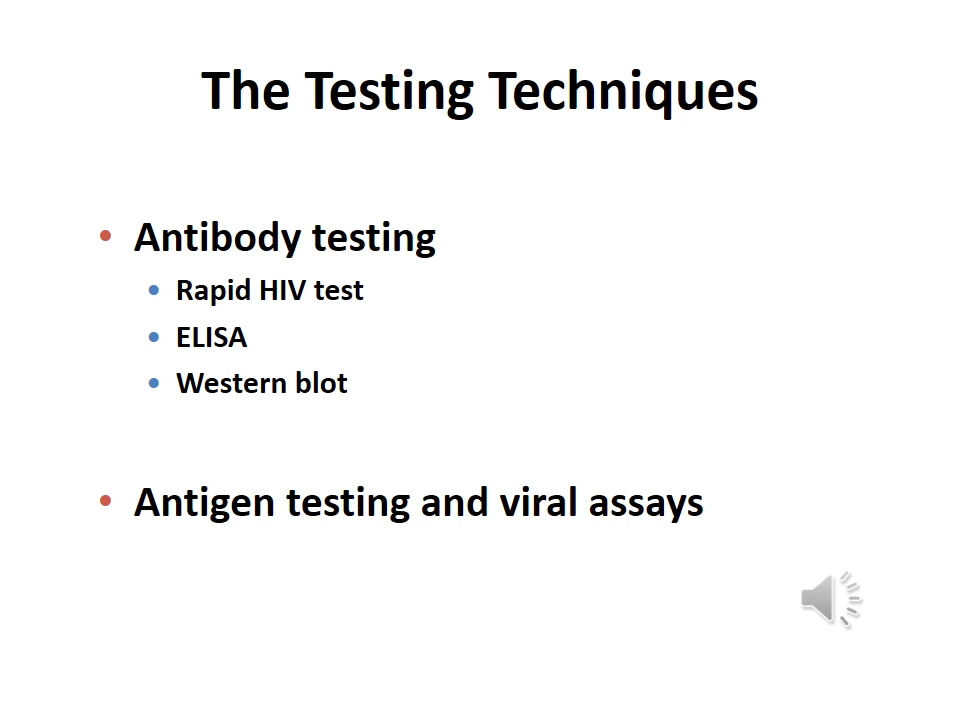 The Testing Techniques
• Antibody testing
• Rapid HIV test
• ELISA
• Western blot
• Antigen testing and viral assays